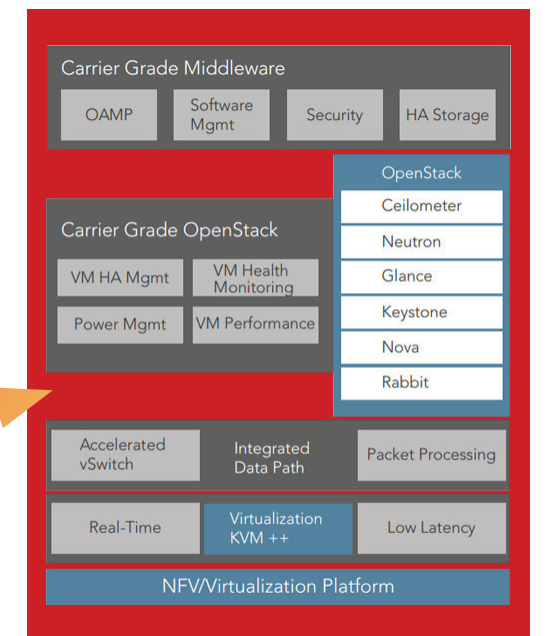 Carrier Grade Middleware
OAMP
Software
Mgmt
Security
HA Storage
OpenStack
Ceilometer
Neutron
Glance
Keystone
Nova
Rabbit
Carrier Grade OpenStack
VM HA Mgmt
VM Health
Monitoring
Power Mgmt
VM Performance
Accelerated
vSwitch
Integrated
Data Path
Packet Processing
Real-Time
Virtualization
KVM ++
Low Latency
NFV/Virtualization Platform